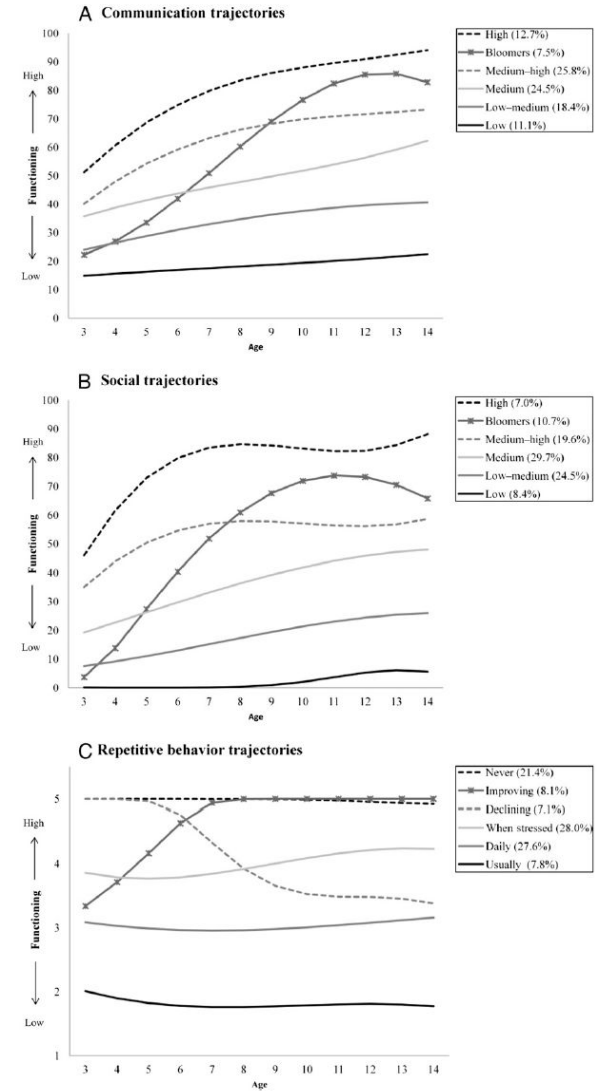 A Communication trajectories
100
90
80
70
60
50
40
30
20
10
0
High
Functioning
Low
3 4 5 6 7 8 9 10 11 12 13 14
Age
High (12.7%)
Bloomers (7.5%)
Medium–high (25.8%)
Medium (24.5%)
Low–medium (18.4%)
Low (11.1%)
B Social trajectories
100
90
80
70
60
50
40
30
20
10
0
High
Functioning
Low
3 4 5 6 7 8 9 10 11 12 13 14
Age
High (7.0%)
Bloomers (10.7%)
Medium–high (19.6%)
Medium (29.7%)
Low–medium (24.5%)
Low (8.4%)
C Repetitive behavior trajectories
5
4
3
2
1
High
Functioning
Low
3 4 5 6 7 8 9 10 11 12 13 14
Age
Never (21.4%)
Improving (8.1%)
Declining (7.1%)
When stressed (28.0%)
Daily (27.6%)
Usually (7.8%)